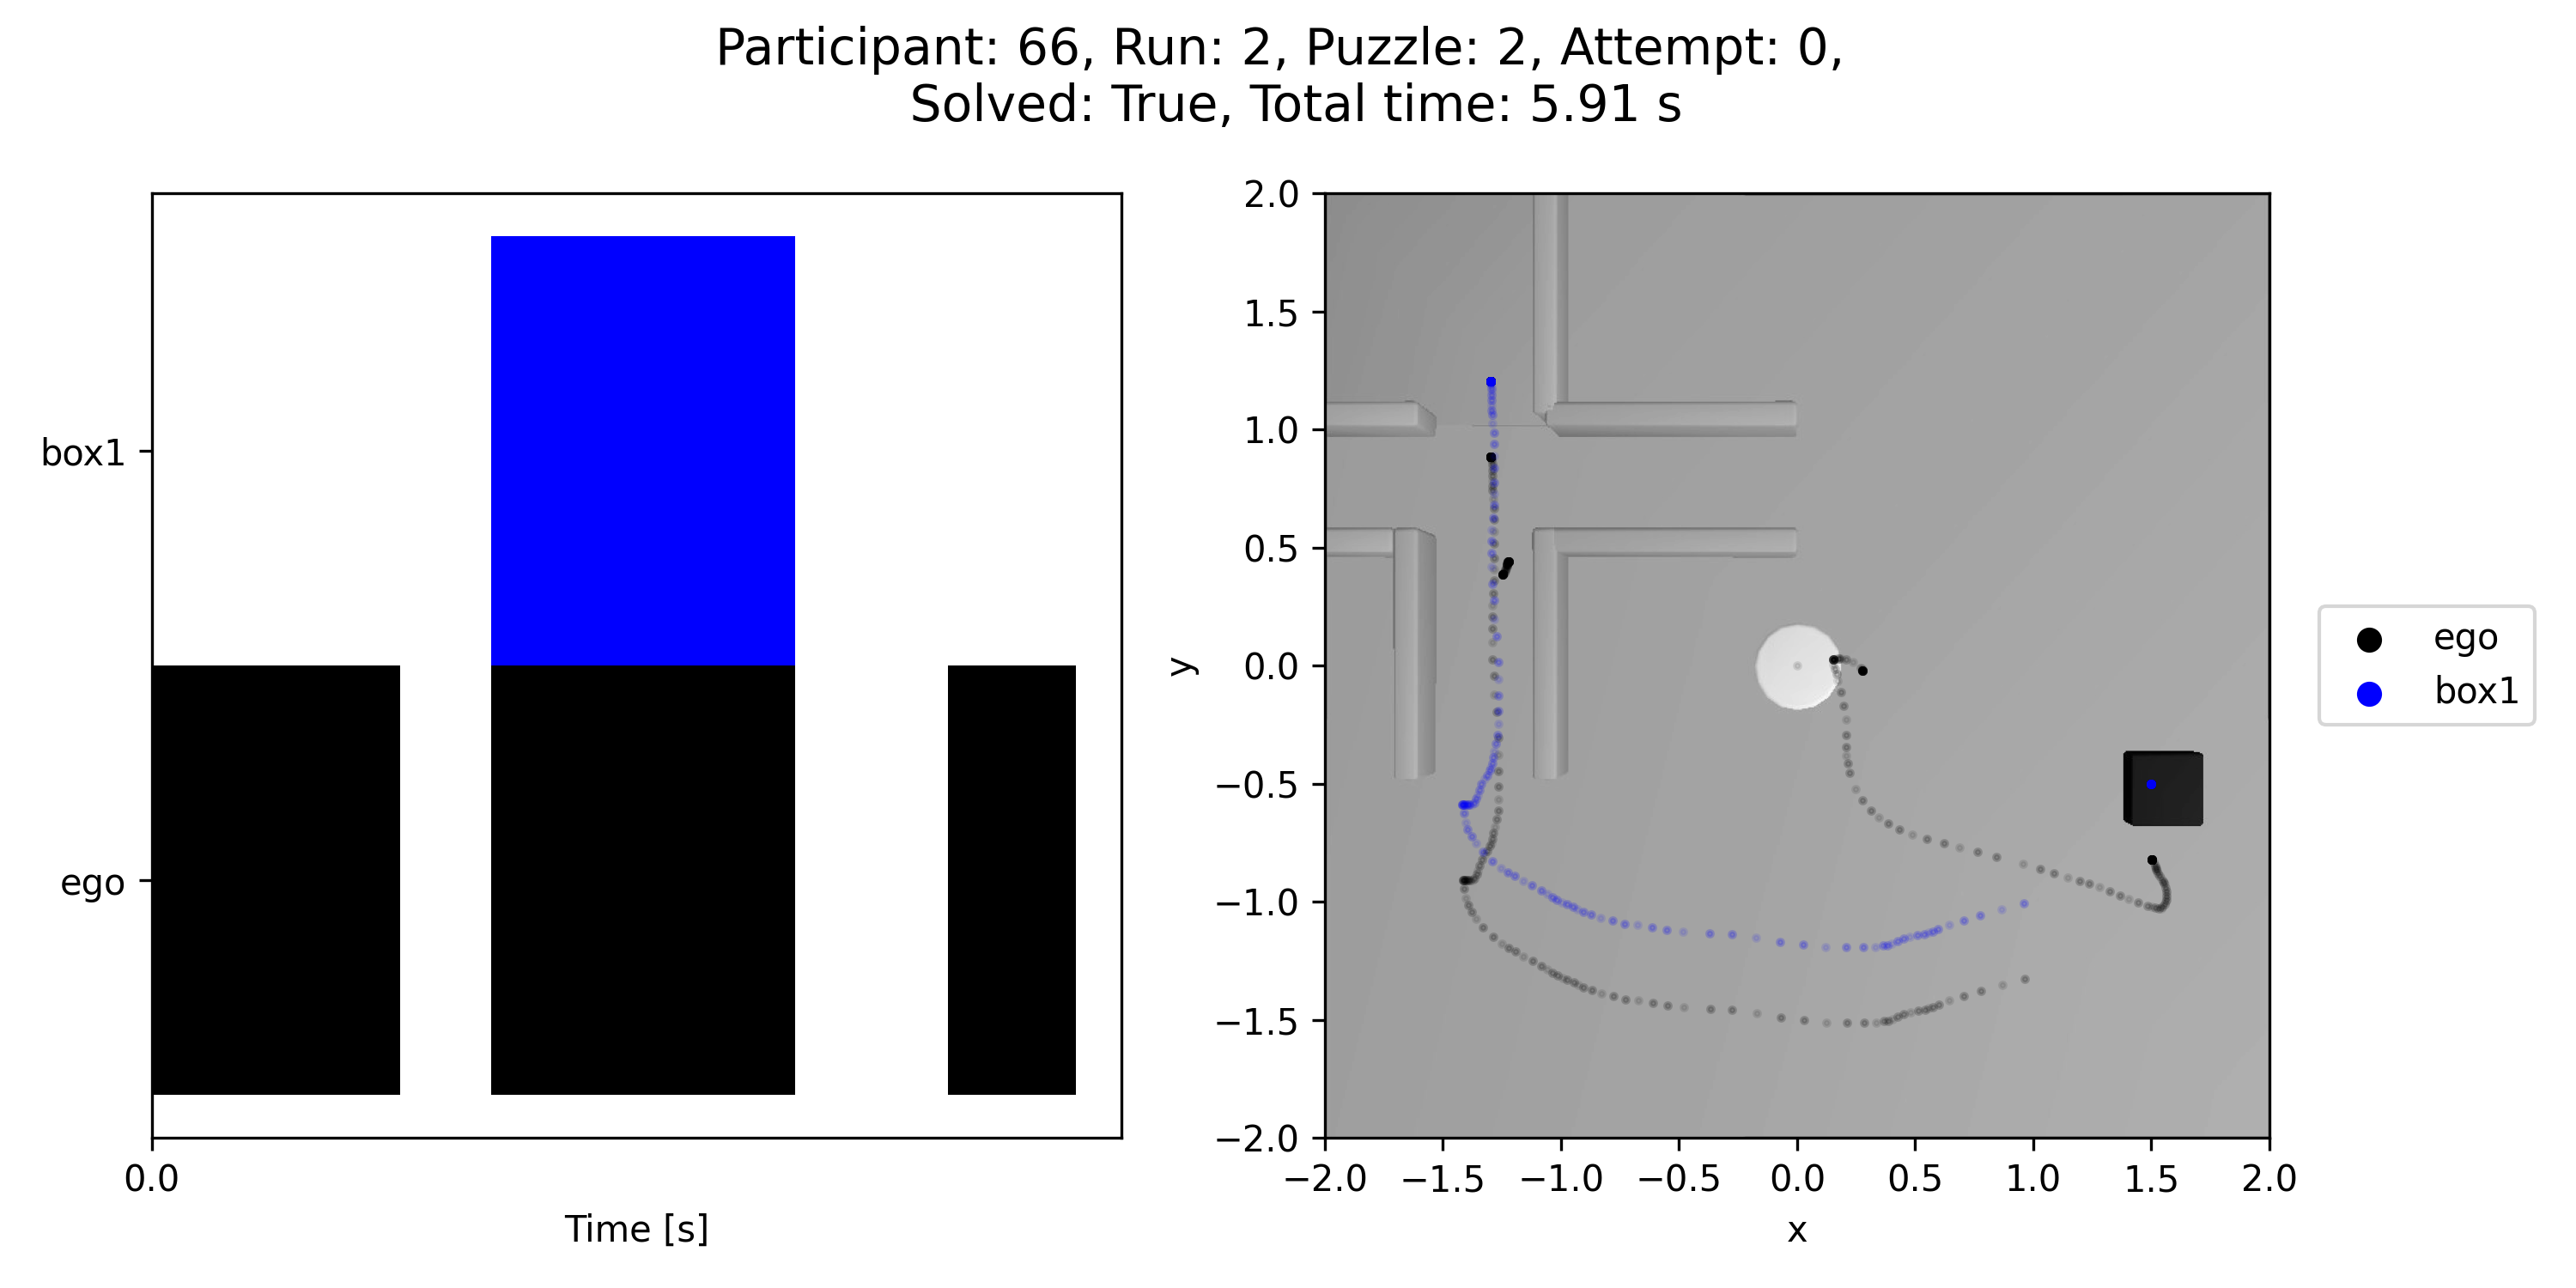 Participant: 66, Run: 2, Puzzle: 2, Attempt: 0,
Solved: True, Total time: 5.91 s
box1
ego
0.0
Time [s]
2.0
1.5
1.0
0.5
0.0
−0.5
−1.0
−1.5
−2.0
y
−2.0 −1.5 −1.0 −0.5 0.0 0.5 1.0 1.5 2.0
x
ego
box1